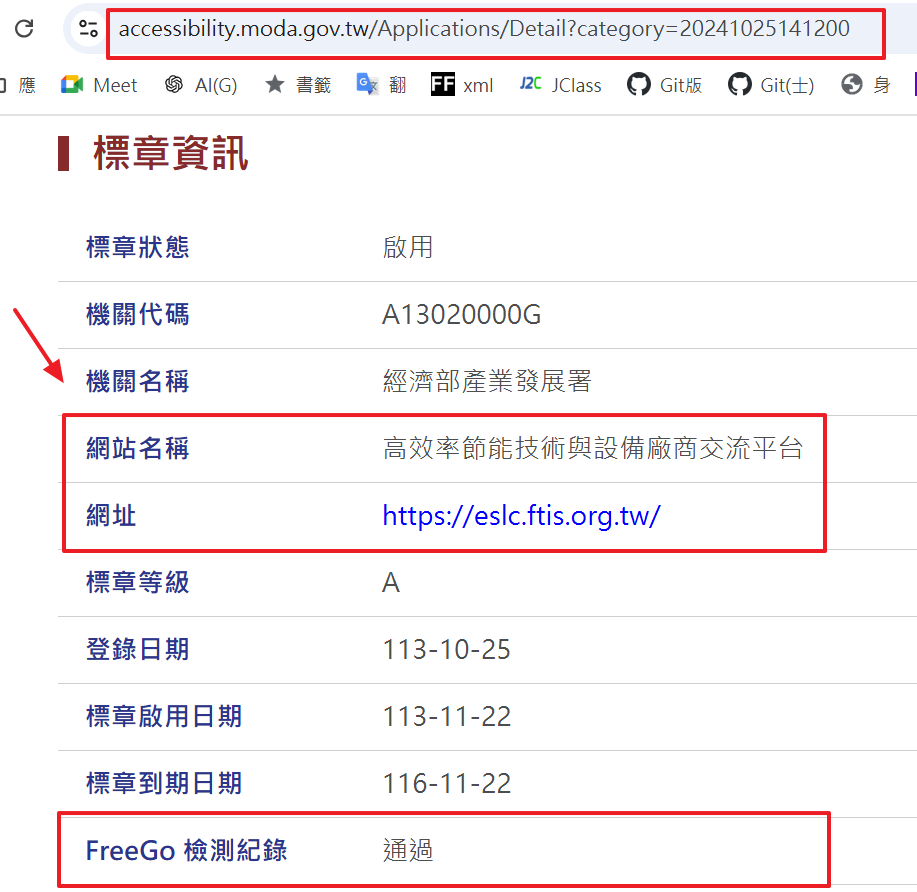 accessibility.moda.gov.tw/Applications/Detail?category=20241025141200
應 Meet AI(G) 書籤 翻 FF xml J2C JClass Git版 Git(士) 身
標章資訊
標章狀態 啟用
機關代碼 A13020000G
機關名稱 經濟部產業發展署
網站名稱 高效率節能技術與設備廠商交流平台
網址 https://eslc.ftis.org.tw/
標章等級 A
登錄日期 113-10-25
標章啟用日期 113-11-22
標章到期日期 116-11-22
FreeGo 檢測紀錄 通過